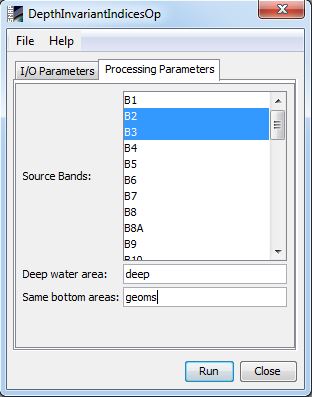 DepthInvariantIndicesOp
File Help
I/O Parameters Processing Parameters
Source Bands:
B1
B2
B3
B4
B5
B6
B7
B8
B8A
B9
B10
Deep water area: deep
Same bottom areas: geoms
Run Close